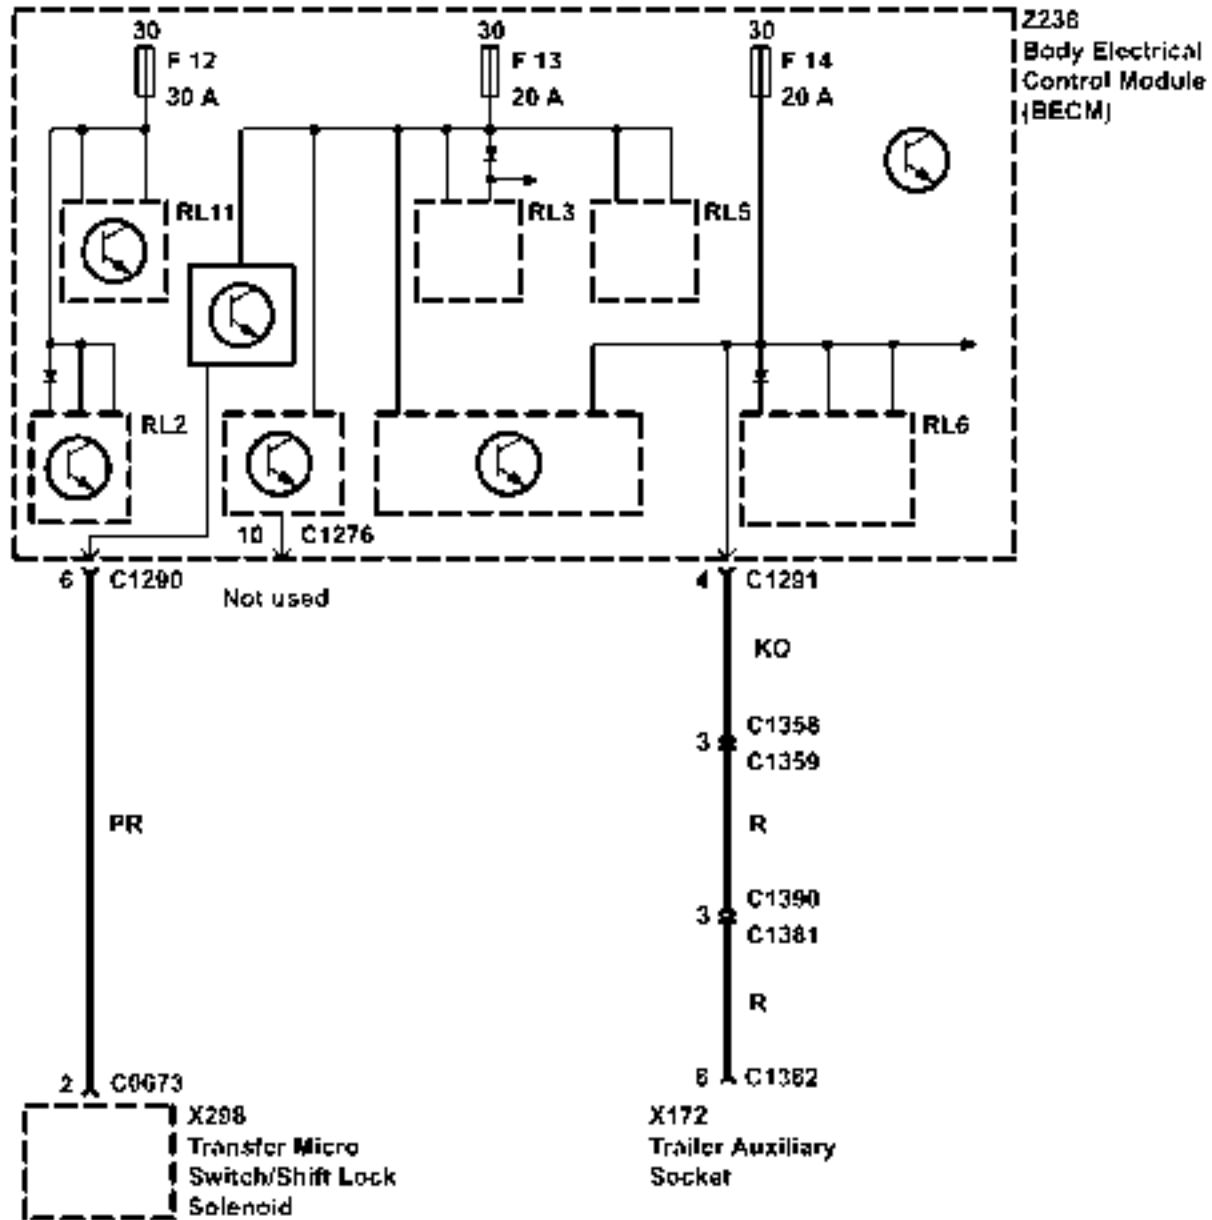 30
F 12
30 A
30
F 13
20 A
30
F 14
20 A
Z238
Body Electrical
Control Module
(BECM)
RL11
RL3
RL5
RL2
RL6
10 C1276
6 C1290
Not used
4 C1291
KO
3
C1358
C1359
PR
R
3
C1390
C1381
R
2 C0673
6 C1362
X298
Transfer Micro
Switch/Shift Lock
Solenoid
X172
Trailer Auxiliary
Socket